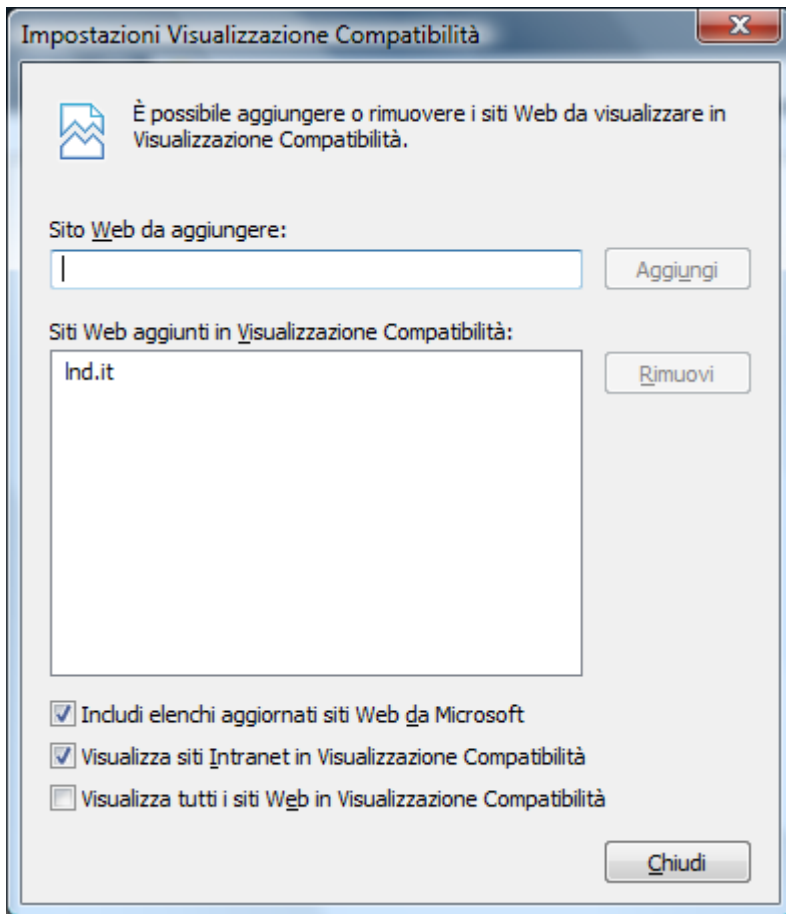 Impostazioni Visualizzazione Compatibilità
È possibile aggiungere o rimuovere i siti Web da visualizzare in
Visualizzazione Compatibilità.
Sito Web da aggiungere:
Aggiungi
Siti Web aggiunti in Visualizzazione Compatibilità:
lnd.it
Rimuovi
Includi elenchi aggiornati siti Web da Microsoft
Visualizza siti Intranet in Visualizzazione Compatibilità
Visualizza tutti i siti Web in Visualizzazione Compatibilità
Chiudi